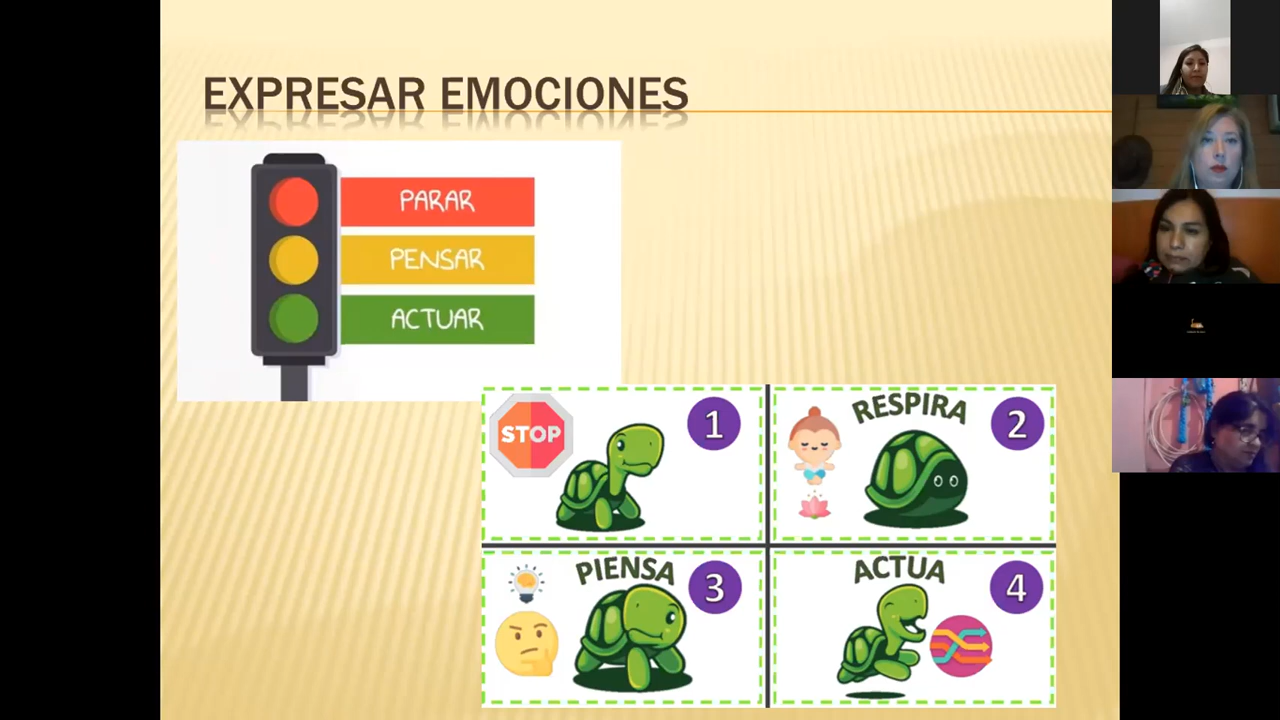 EXPRESAR EMOCIONES
PARAR
PENSAR
ACTUAR
STOP
1
RESPIRA
2
PIENSA
3
ACTUA
4